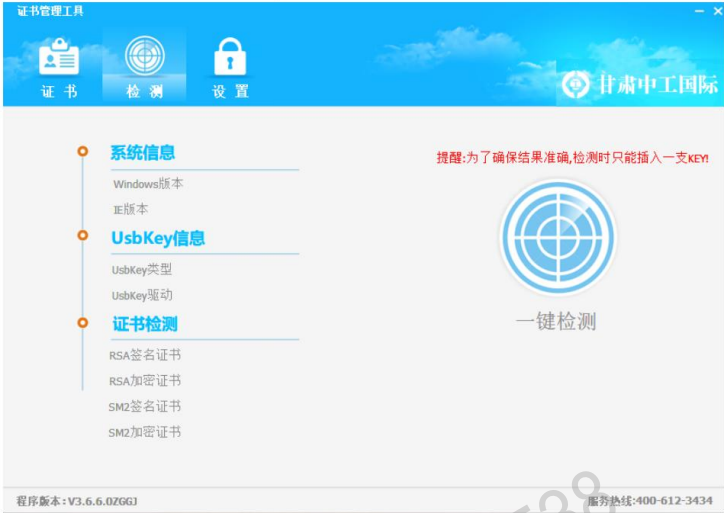 证书管理工具
证 书
检 测
设 置
甘肃中工国际
系统信息
Windows版本
IE版本
UsbKey信息
UsbKey类型
UsbKey驱动
证书检测
RSA签名证书
RSA加密证书
SM2签名证书
SM2加密证书
提醒:为了确保结果准确,检测时只能插入一支KEY!
一键检测
程序版本:V3.6.6.0ZGGJ
服务热线:400-612-3434